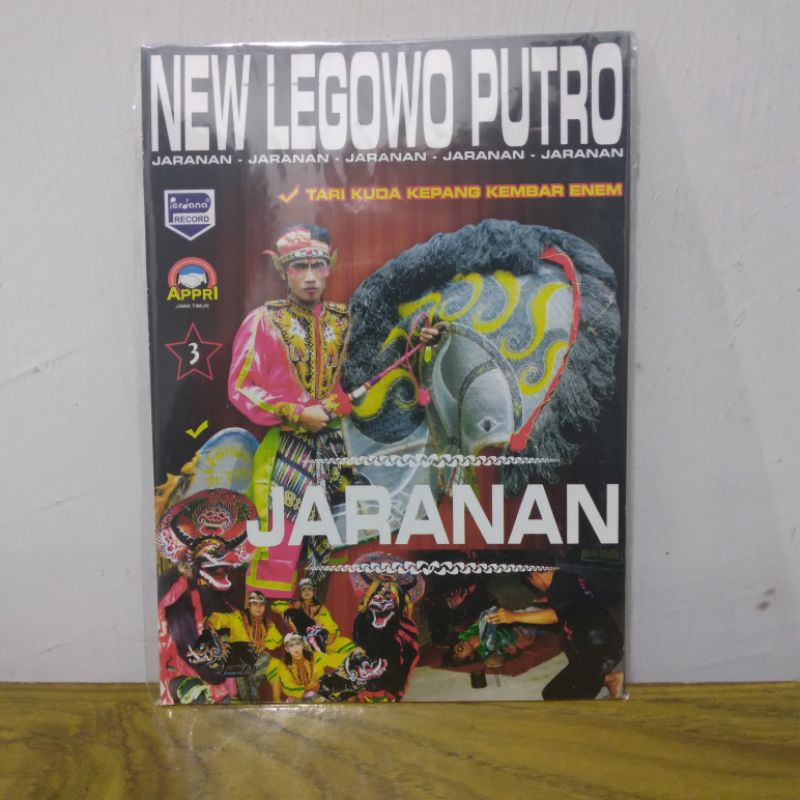 NEW LEGOWO PUTRO
JARANAN - JARANAN - JARANAN - JARANAN - JARANAN
TARI KUDA KEPANG KEMBAR ENEM
Perdana
RECORD
APPRI
JAWA TIMUR
3
JARANAN